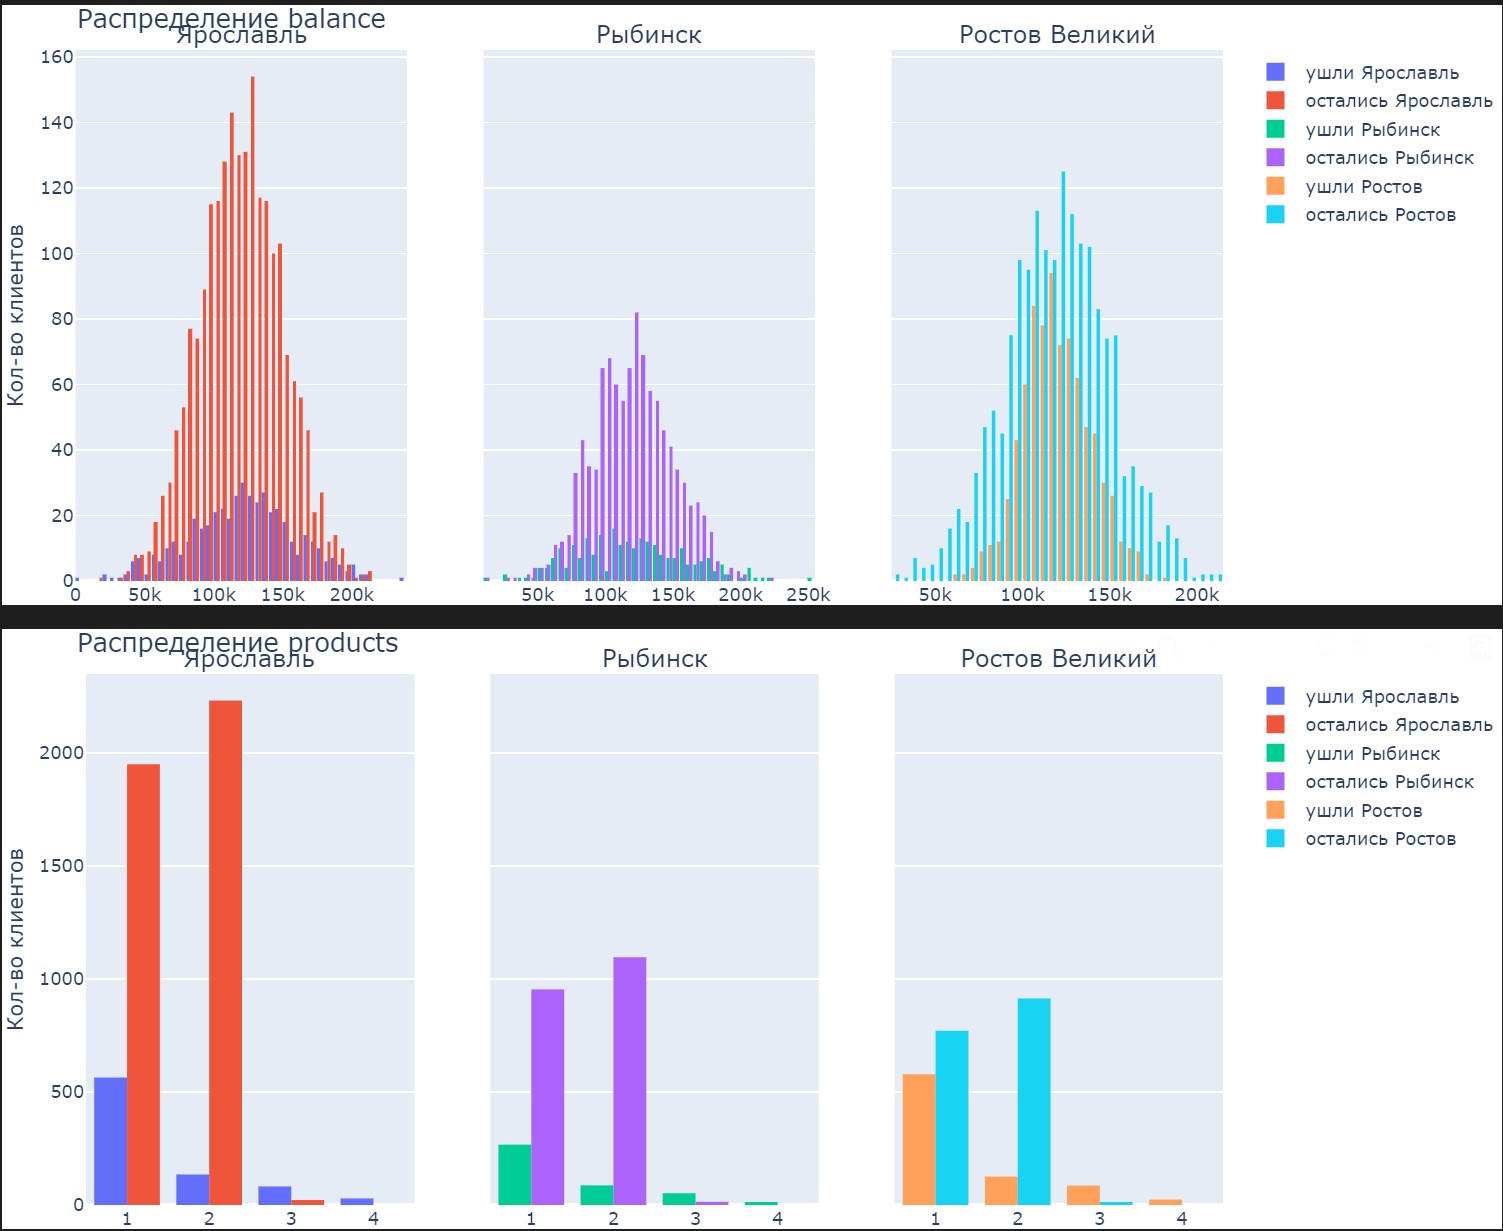 Распределение balance
Ярославль
Рыбинск
Ростов Великий
Кол-во клиентов
160
140
120
100
80
60
40
20
0
0 50k 100k 150k 200k
50k 100k 150k 200k 250k
50k 100k 150k 200k
ушли Ярославль
остались Ярославль
ушли Рыбинск
остались Рыбинск
ушли Ростов
остались Ростов
Распределение products
Ярославль
Рыбинск
Ростов Великий
Кол-во клиентов
2000
1500
1000
500
0
1 2 3 4
1 2 3 4
1 2 3 4
ушли Ярославль
остались Ярославль
ушли Рыбинск
остались Рыбинск
ушли Ростов
остались Ростов